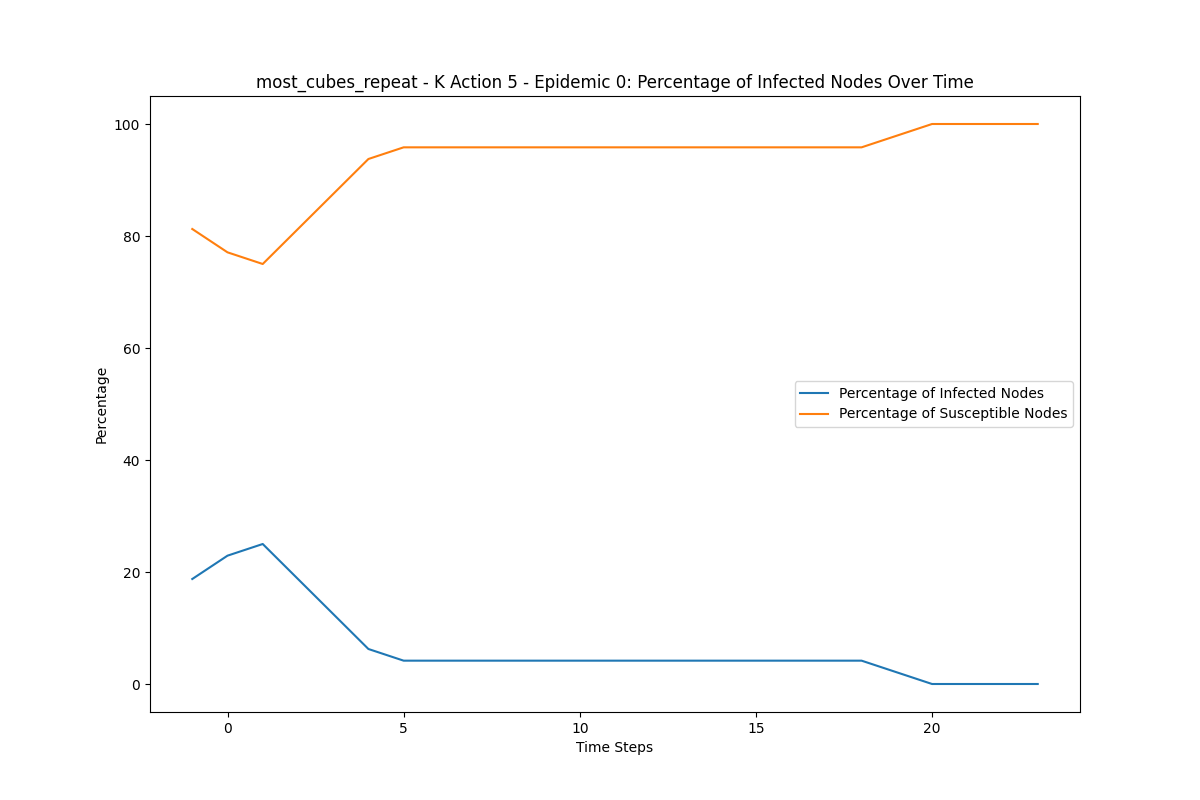 most_cubes_repeat - K Action 5 - Epidemic 0: Percentage of Infected Nodes Over Time
100
80
60
40
20
0
Percentage
Percentage of Infected Nodes
Percentage of Susceptible Nodes
0 5 10 15 20
Time Steps